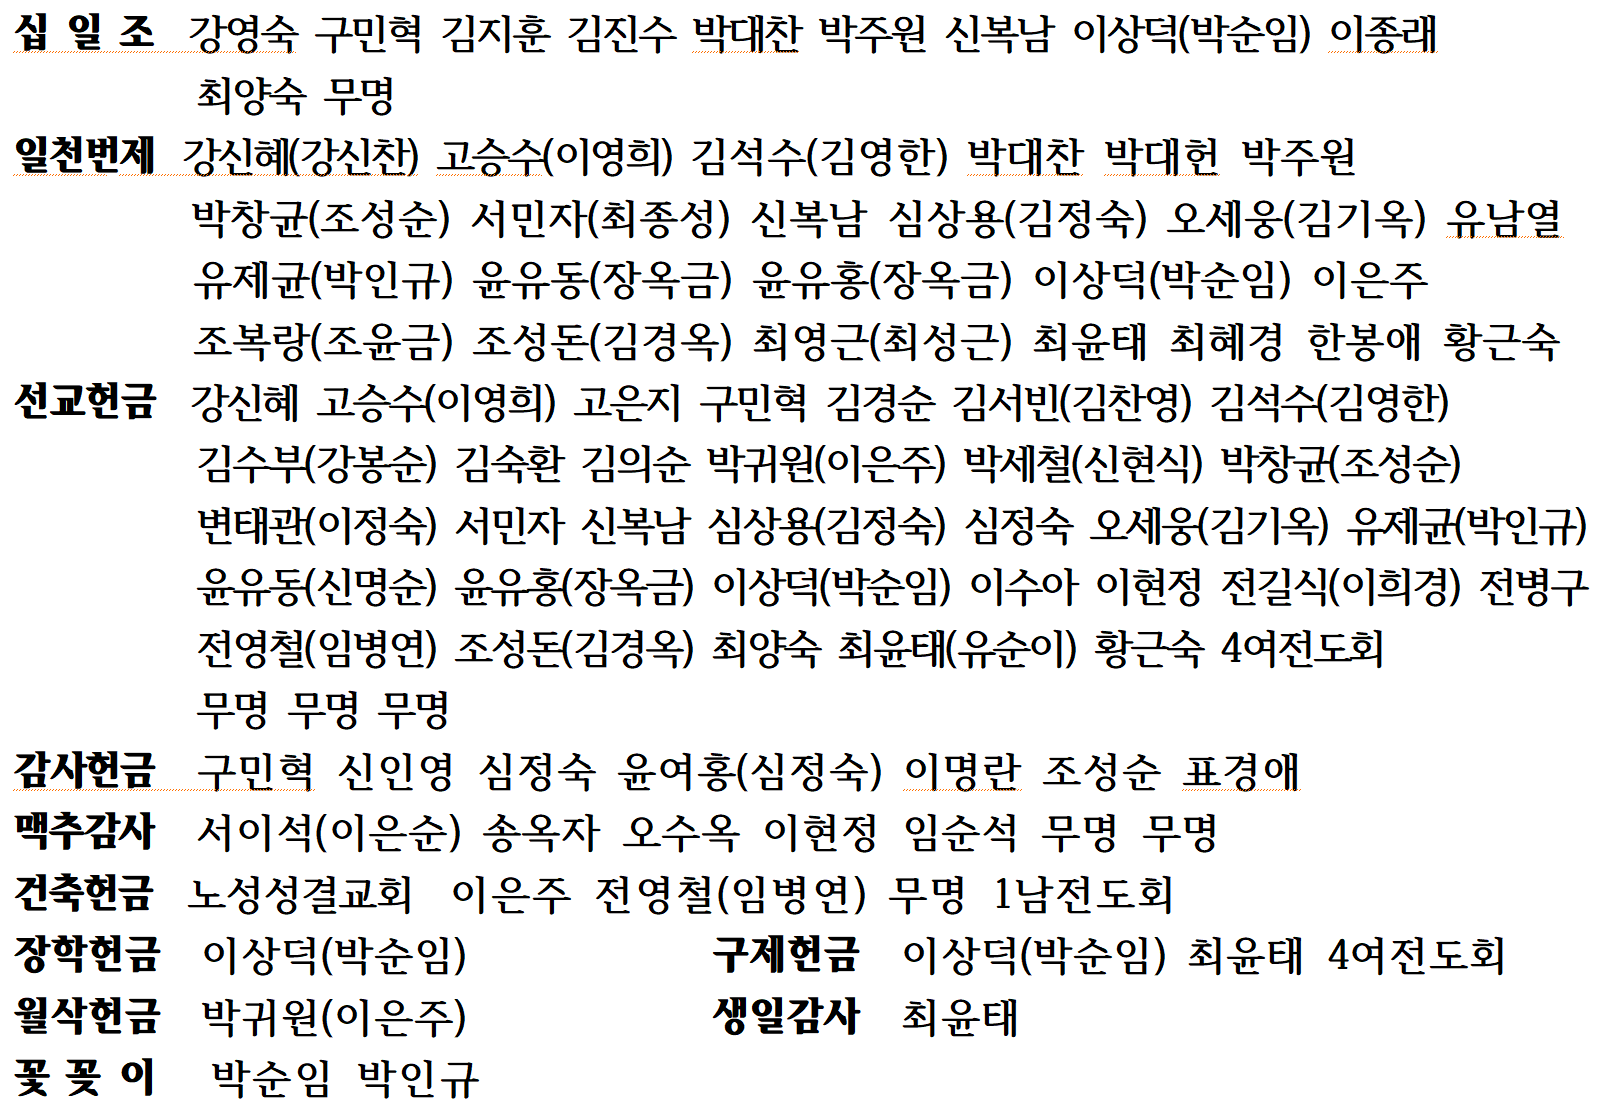 십 일 조 강영숙 구민혁 김지훈 김진수 박대찬 박주원 신복남 이상덕(박순임) 이종래
최양숙 무명
일천번제 강신혜(강신찬) 고승수(이영희) 김석수(김영한) 박대찬 박대헌 박주원
박창균(조성순) 서민자(최종성) 신복남 심상용(김정숙) 오세웅(김기옥) 유남열
유제균(박인규) 윤유동(장옥금) 윤유홍(장옥금) 이상덕(박순임) 이은주
조복랑(조윤금) 조성돈(김경옥) 최영근(최성근) 최윤태 최혜경 한봉애 황근숙
선교헌금 강신혜 고승수(이영희) 고은지 구민혁 김경순 김서빈(김찬영) 김석수(김영한)
김수부(강봉순) 김숙환 김의순 박귀원(이은주) 박세철(신현식) 박창균(조성순)
변태관(이정숙) 서민자 신복남 심상용(김정숙) 심정숙 오세웅(김기옥) 유제균(박인규)
윤유동(신명순) 윤유홍(장옥금) 이상덕(박순임) 이수아 이현정 전길식(이희경) 전병구
전영철(임병연) 조성돈(김경옥) 최양숙 최윤태(유순이) 황근숙 4여전도회
무명 무명 무명
감사헌금 구민혁 신인영 심정숙 윤여홍(심정숙) 이명란 조성순 표경애
맥추감사 서이석(이은순) 송옥자 오수옥 이현정 임순석 무명 무명
건축헌금 노성성결교회 이은주 전영철(임병연) 무명 1남전도회
장학헌금 이상덕(박순임) 구제헌금 이상덕(박순임) 최윤태 4여전도회
월삭헌금 박귀원(이은주) 생일감사 최윤태
꽃 꽂 이 박순임 박인규